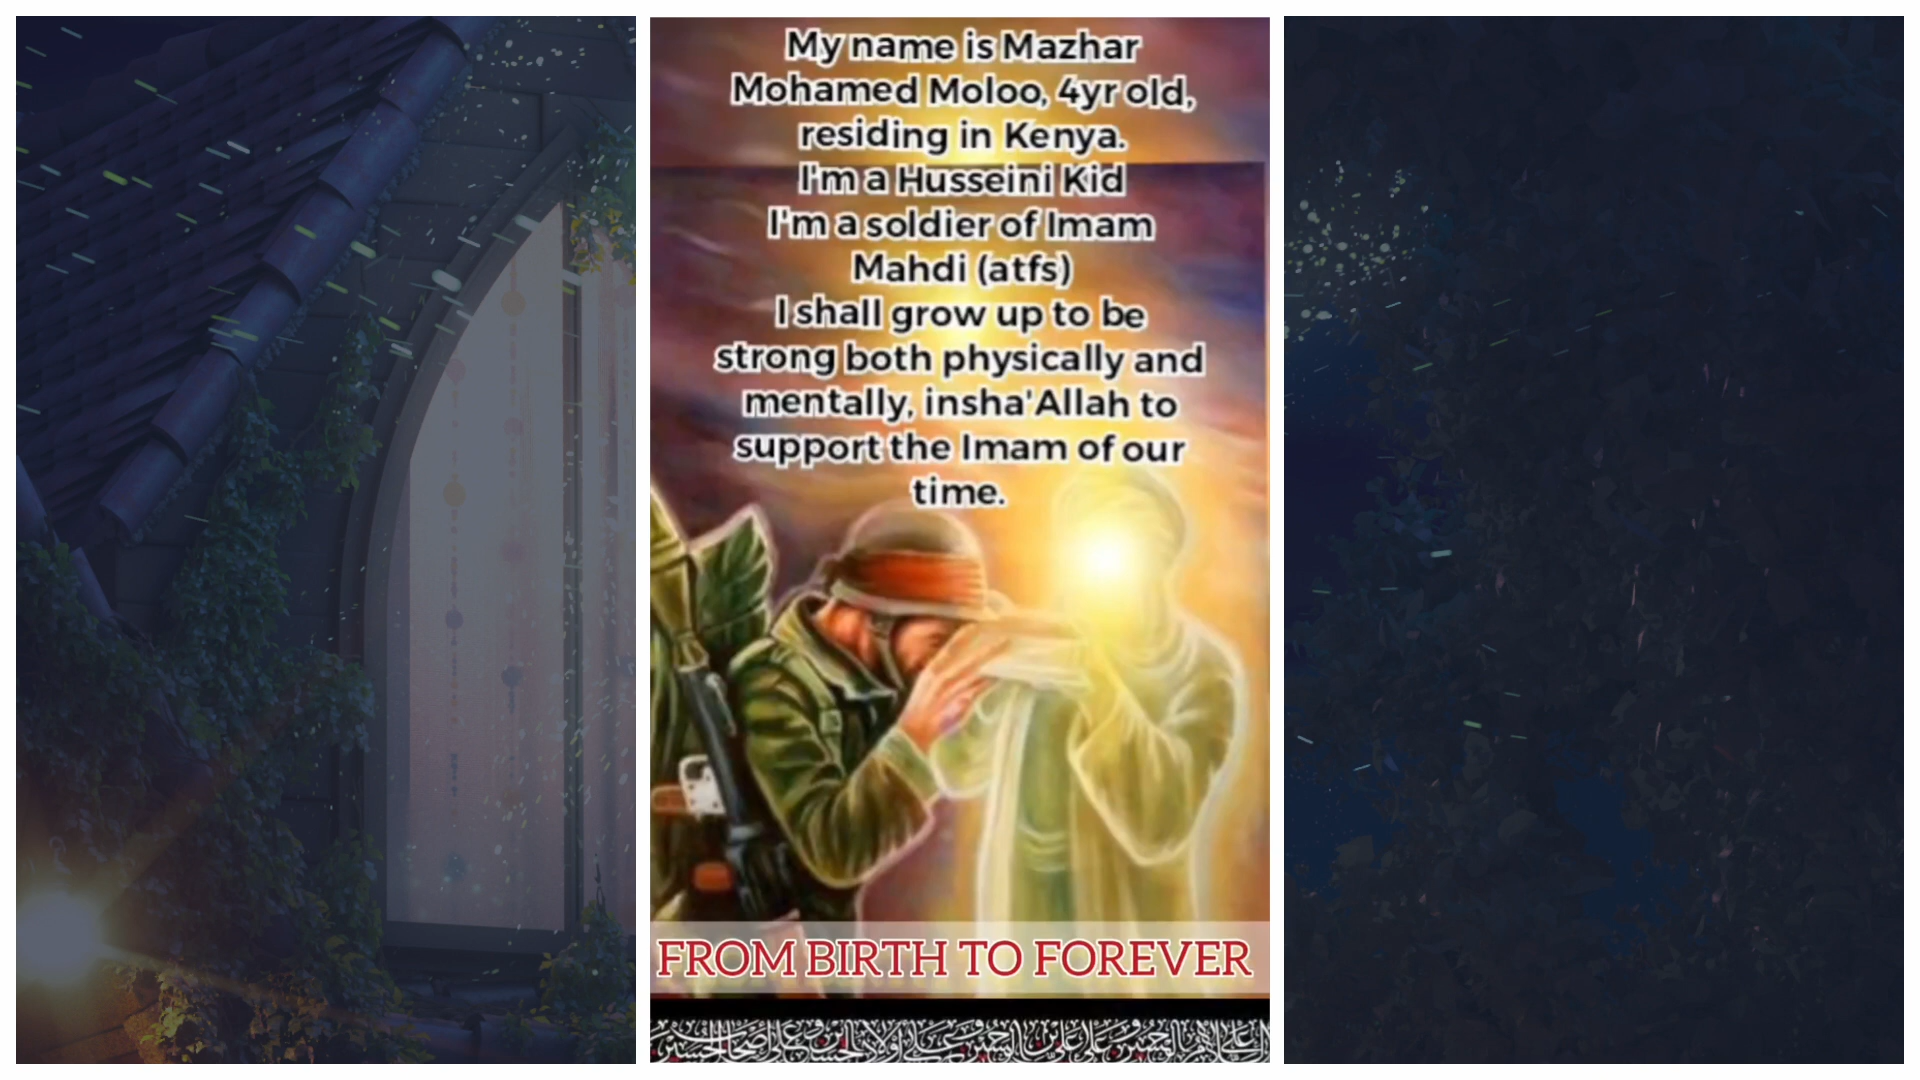 My name is Mazhar
Mohamed Moloo, 4yr old,
residing in Kenya.
I'm a Husseini Kid
I'm a soldier of Imam
Mahdi (atfs)
I shall grow up to be
strong both physically and
mentally, insha'Allah to
support the Imam of our
time.
FROM BIRTH TO FOREVER